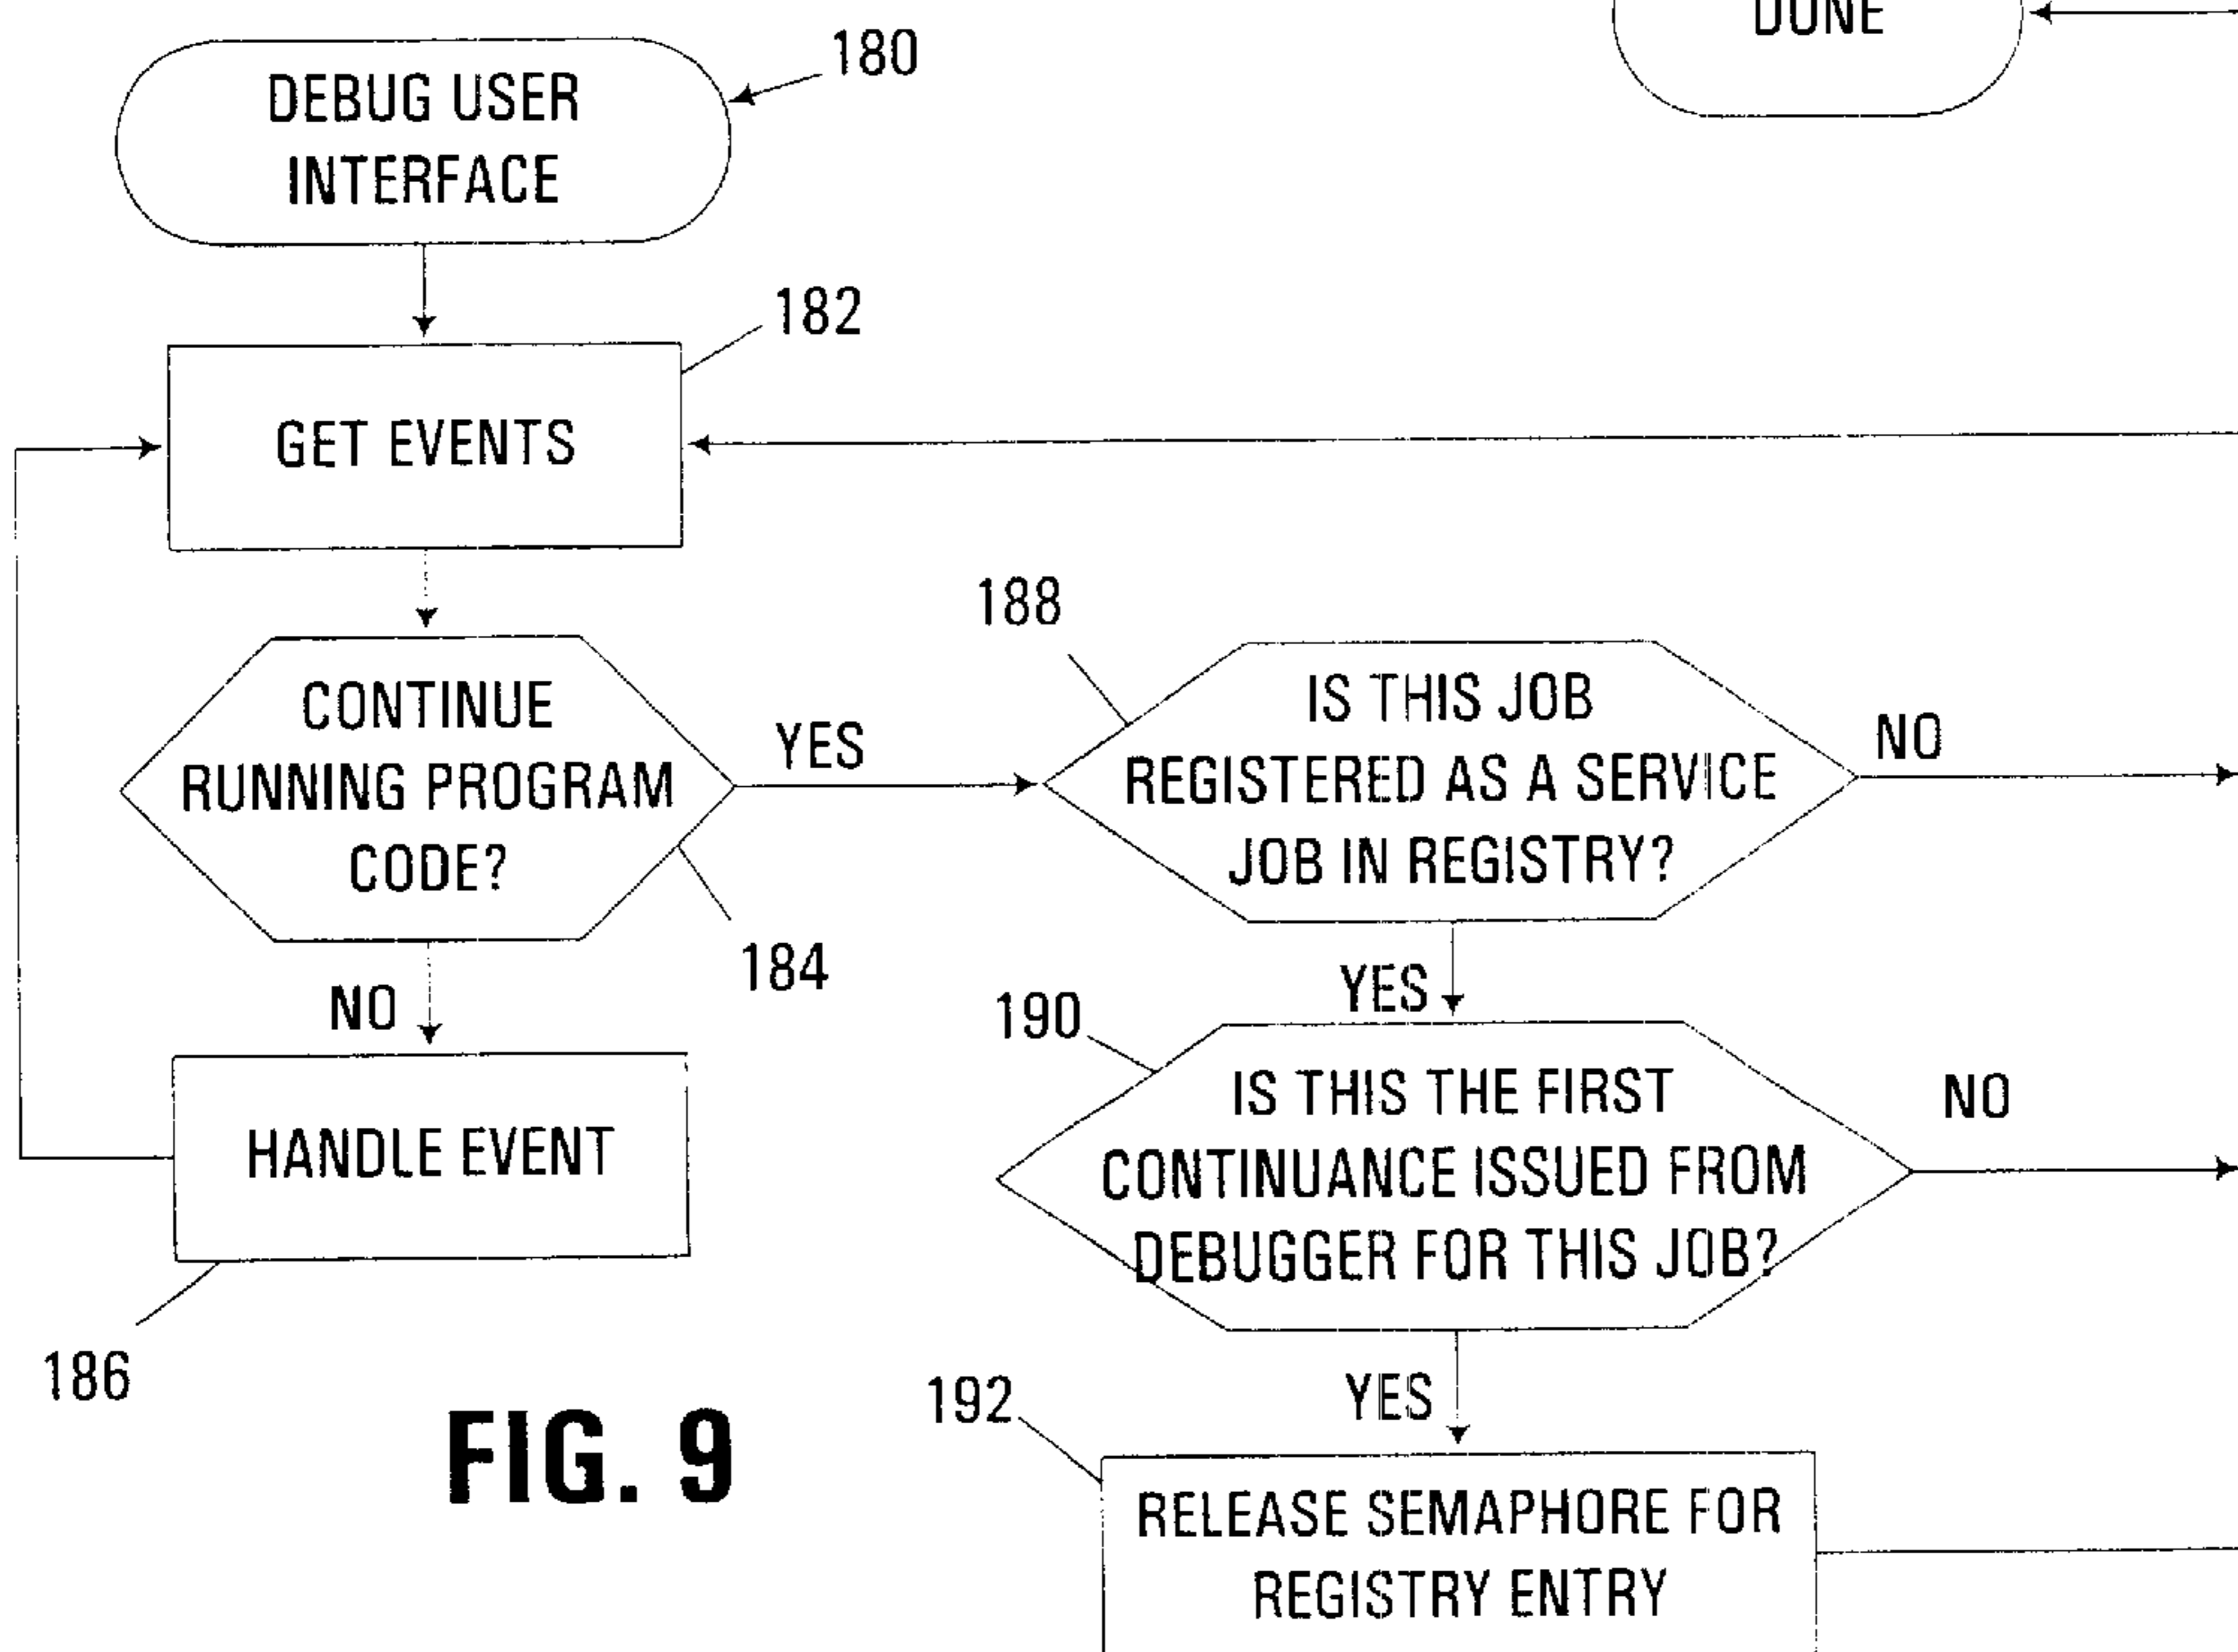 DONE
DEBUG USER
INTERFACE
180
GET EVENTS
182
CONTINUE
RUNNING PROGRAM
CODE?
184
YES
NO
HANDLE EVENT
186
188
IS THIS JOB
REGISTERED AS A SERVICE
JOB IN REGISTRY?
NO
YES
190
IS THIS THE FIRST
CONTINUANCE ISSUED FROM
DEBUGGER FOR THIS JOB?
NO
YES
192
RELEASE SEMAPHORE FOR
REGISTRY ENTRY
FIG. 9